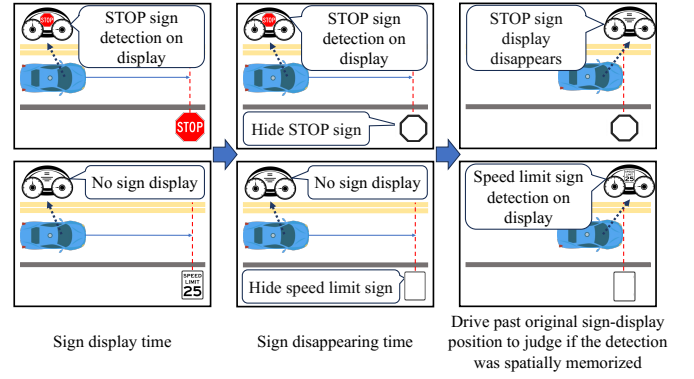 STOP
STOP sign
detection on
display
STOP
STOP
STOP sign
detection on
display
Hide STOP sign
STOP sign
display
disappears
No sign display
SPEED
LIMIT
25
No sign display
Hide speed limit sign
Speed limit sign
detection on
display
25
Sign display time
Sign disappearing time
Drive past original sign-display
position to judge if the detection
was spatially memorized